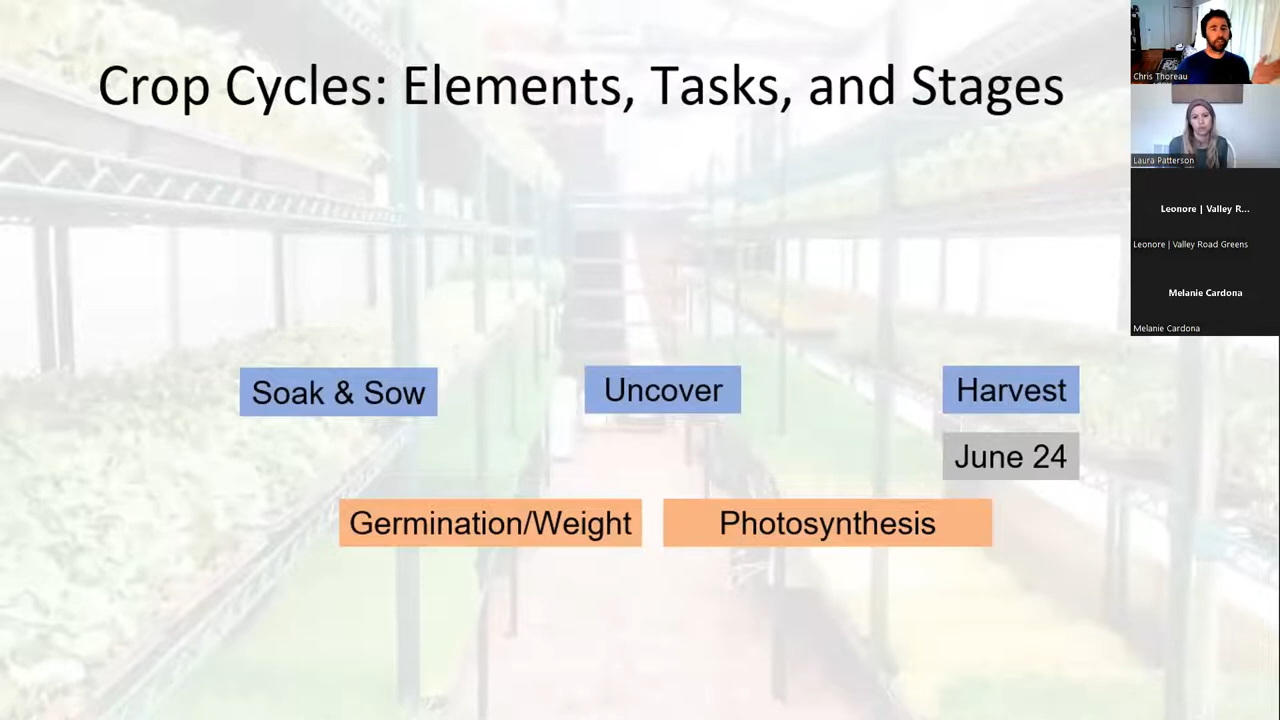 Crop Cycles: Elements, Tasks, and Stages
Chris Thoreau
Laura Patterson
Leonore | Valley R...
Leonore | Valley Road Greens
Melanie Cardona
Melanie Cardona
Soak & Sow
Uncover
Harvest
June 24
Germination/Weight
Photosynthesis